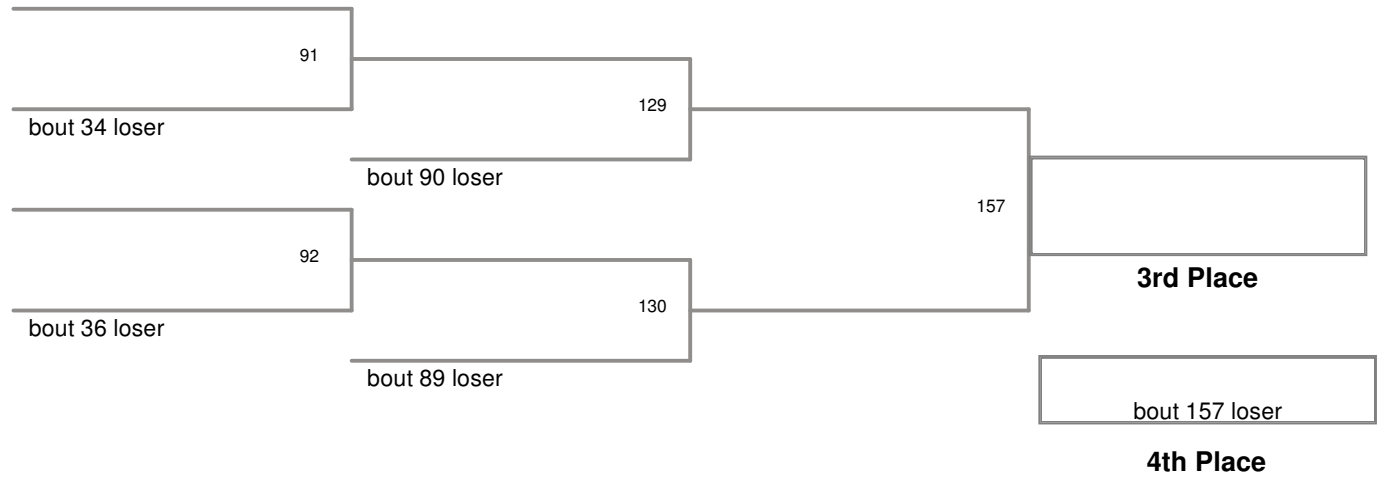 91
129
bout 34 loser
bout 90 loser
157
92
3rd Place
130
bout 36 loser
bout 89 loser
bout 157 loser
4th Place